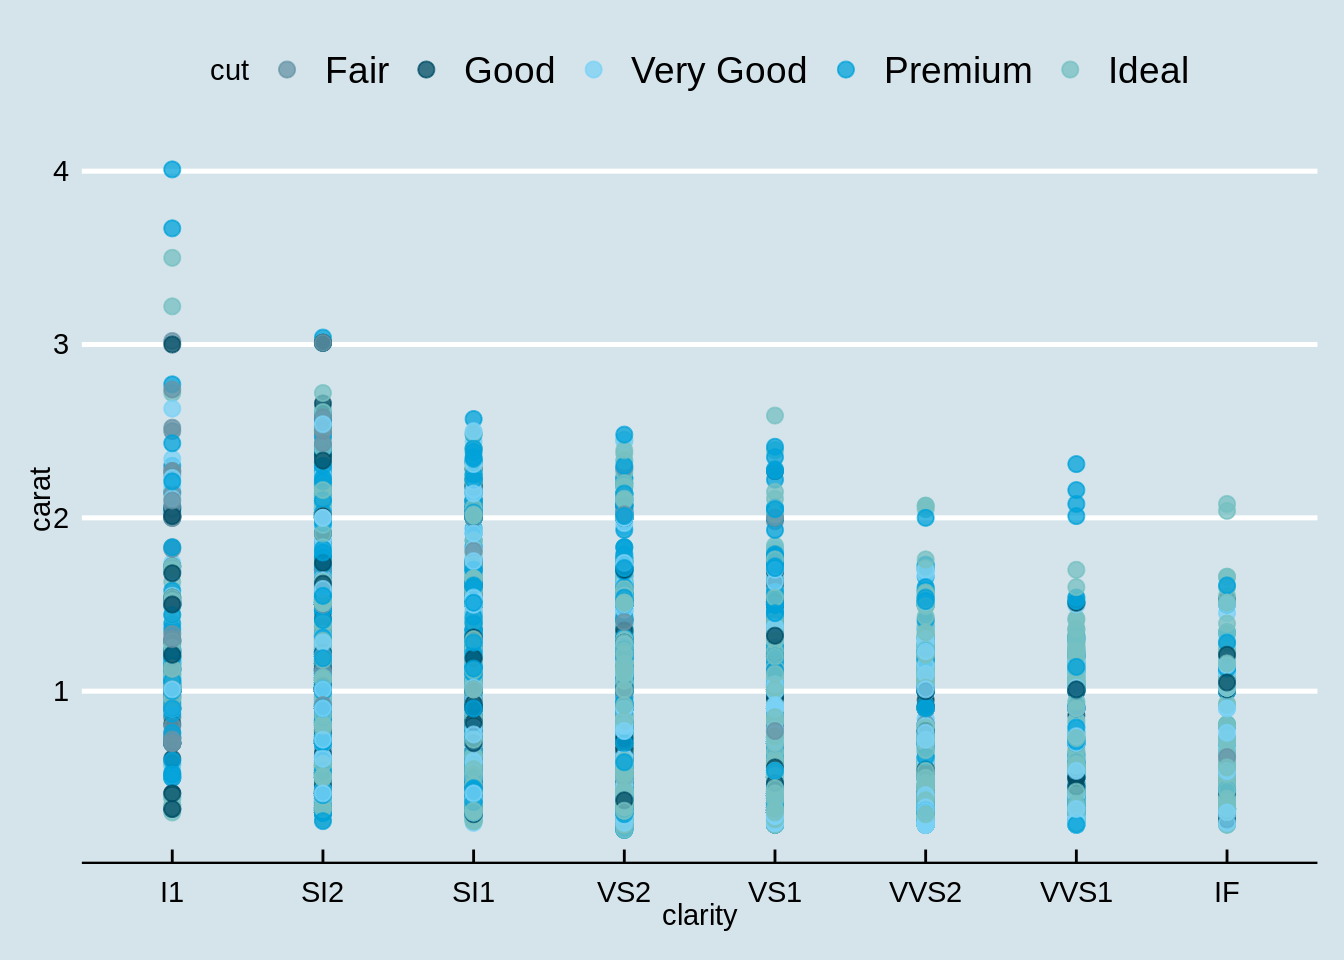 cut Fair Good Very Good Premium Ideal
4
3
2
1
carat
I1 SI2 SI1 VS2 VS1 VVS2 VVS1 IF
clarity